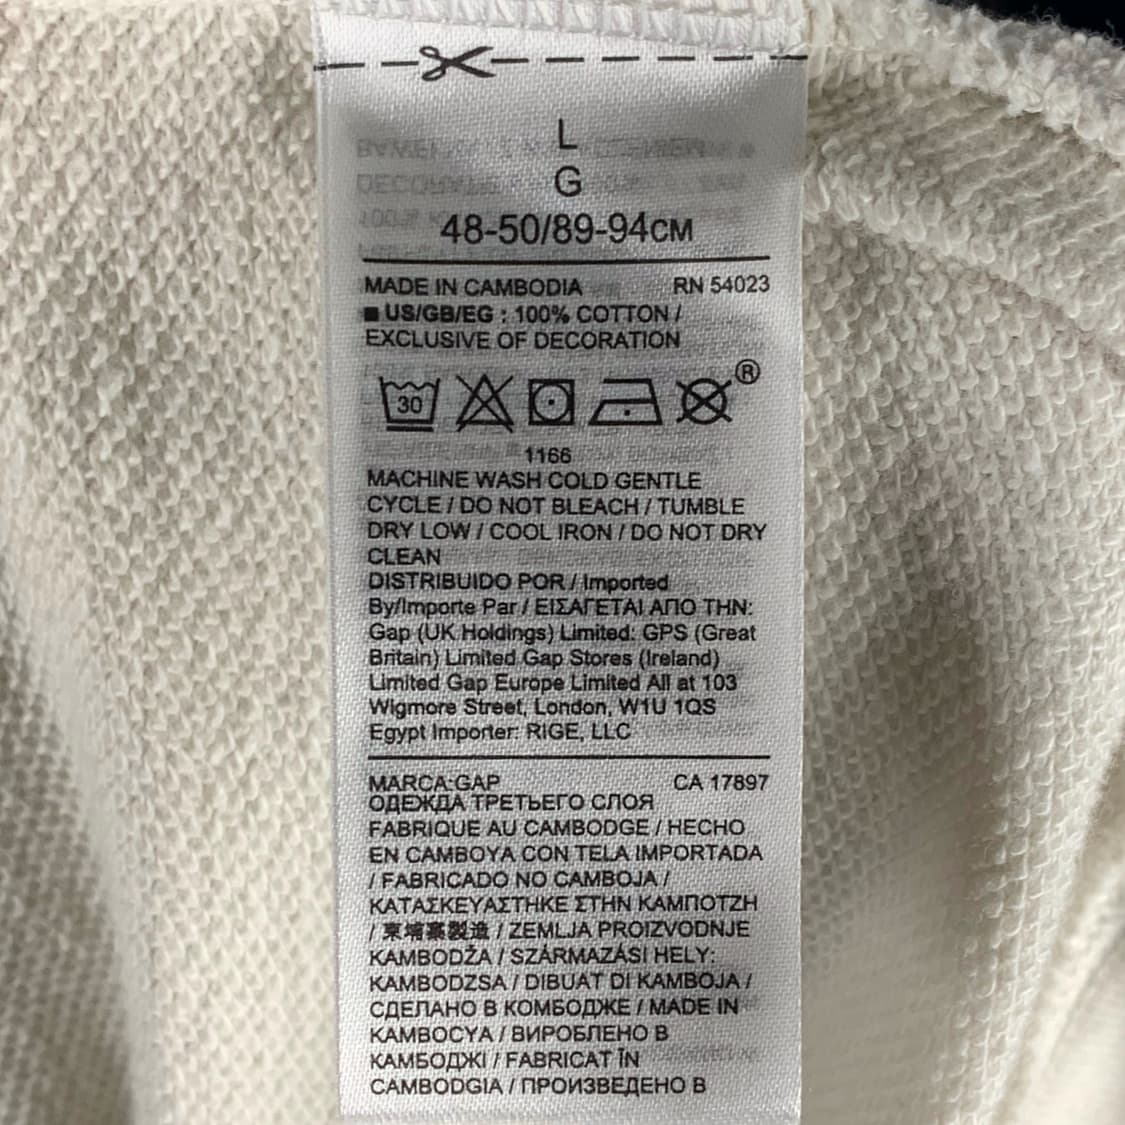 L
G
48-50/89-94CM
MADE IN CAMBODIA RN 54023
■ US/GB/EG : 100% COTTON /
EXCLUSIVE OF DECORATION
30 ®
1166
MACHINE WASH COLD GENTLE
CYCLE / DO NOT BLEACH / TUMBLE
DRY LOW / COOL IRON / DO NOT DRY
CLEAN
DISTRIBUIDO POR / Imported
By/Importe Par / ΕΙΣΑΓΕΤΑΙ ΑΠΟ ΤΗΝ:
Gap (UK Holdings) Limited: GPS (Great
Britain) Limited Gap Stores (Ireland)
Limited Gap Europe Limited All at 103
Wigmore Street, London, W1U 1QS
Egypt Importer: RIGE, LLC
MARCA:GAP CA 17897
ОДЕЖДА ТРЕТЬЕГО СЛОЯ
FABRIQUE AU CAMBODGE / HECHO
EN CAMBOYA CON TELA IMPORTADA
/ FABRICADO NO CAMBOJA /
ΚΑΤΑΣΚΕΥΑΣΤΗΚΕ ΣΤΗΝ ΚΑΜΠΟΤΖΗ
/ 柬埔寨製造 / ZEMLJA PROIZVODNJE
KAMBODŽA / SZÁRMAZÁSI HELY:
KAMBODZSA / DIBUAT DI KAMBOJA /
СДЕЛАНО В КОМБОДЖЕ / MADE IN
KAMBOCYA / ВИРОБЛЕНО В
КАМБОДЖІ / FABRICAT ÎN
CAMBODGIA / ПРОИЗВЕДЕНО В